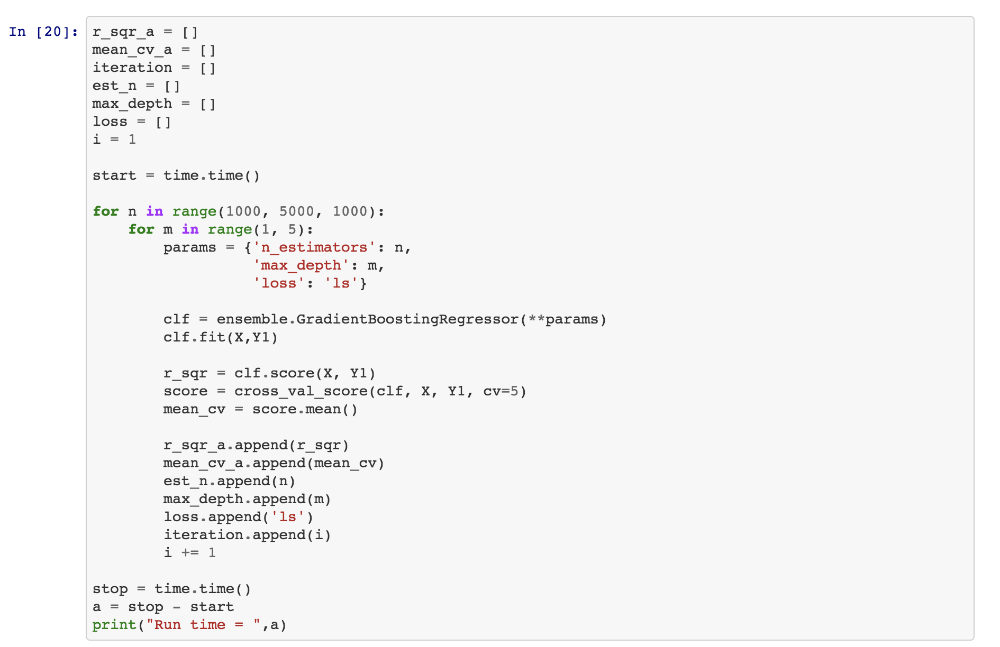 In [20]: r_sqr_a = []
mean_cv_a = []
iteration = []
est_n = []
max_depth = []
loss = []
i = 1

start = time.time()

for n in range(1000, 5000, 1000):
    for m in range(1, 5):
        params = {'n_estimators': n,
                  'max_depth': m,
                  'loss': 'ls'}

        clf = ensemble.GradientBoostingRegressor(**params)
        clf.fit(X,Y1)

        r_sqr = clf.score(X, Y1)
        score = cross_val_score(clf, X, Y1, cv=5)
        mean_cv = score.mean()

        r_sqr_a.append(r_sqr)
        mean_cv_a.append(mean_cv)
        est_n.append(n)
        max_depth.append(m)
        loss.append('ls')
        iteration.append(i)
        i += 1

stop = time.time()
a = stop - start
print("Run time = ",a)